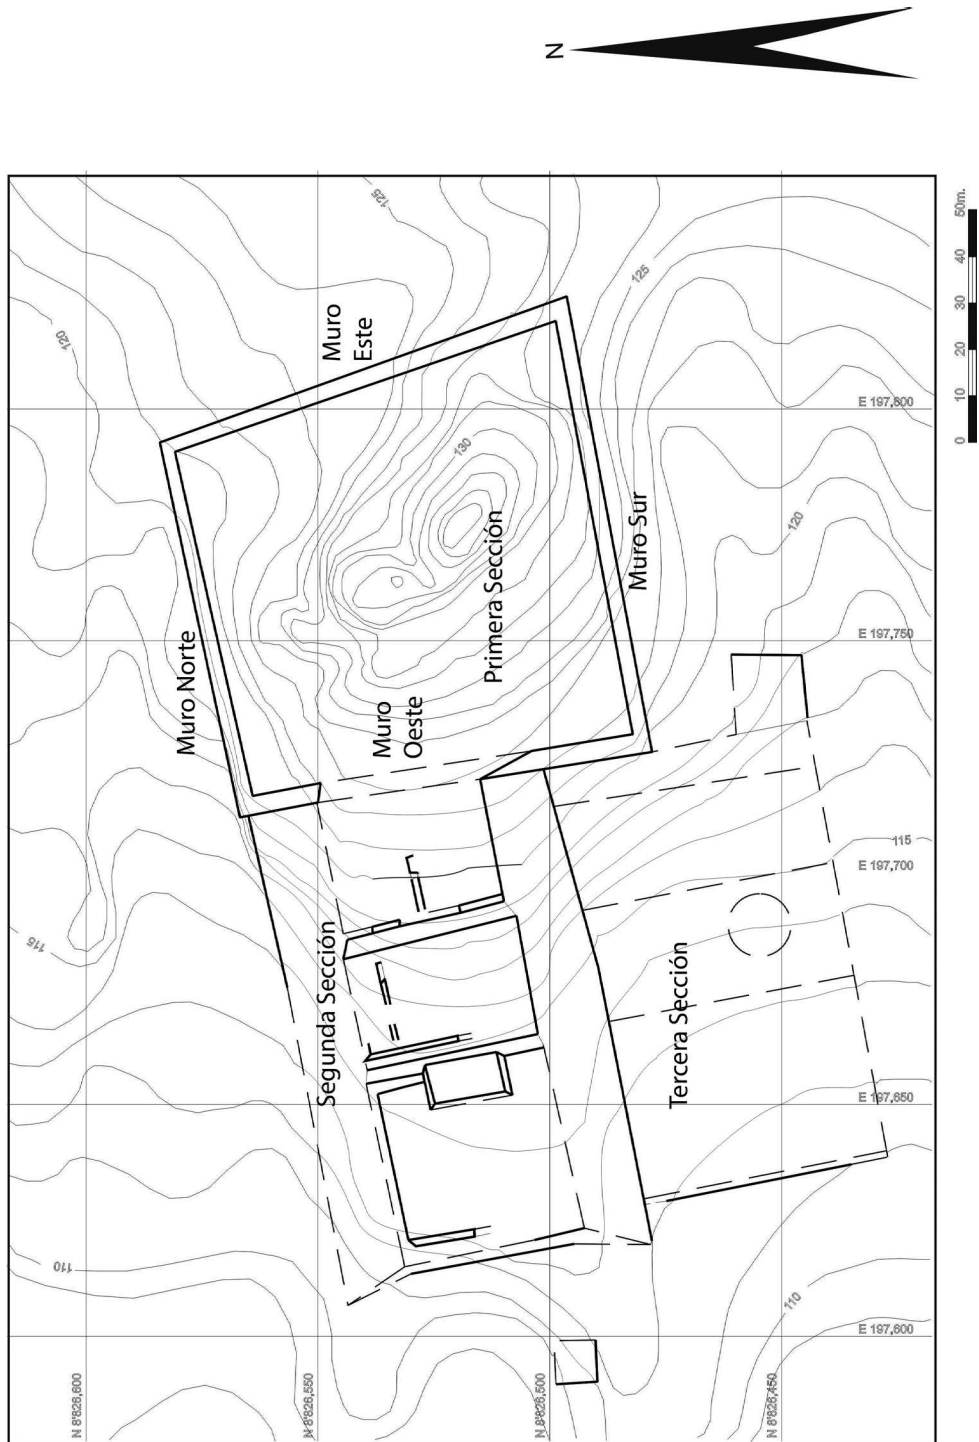 N 8'826,600
120
115
110
Muro Norte
N 8'826,550
Segunda Sección
Muro
Este
125
Muro
Oeste
130
Primera Sección
N 8'826,500
Muro Sur
125
Tercera Sección
N 8'826,450
120
110
115
E 197,600
E 197,650
E 197,700
E 197,750
E 197,800
N
0 10 20 30 40 50m.